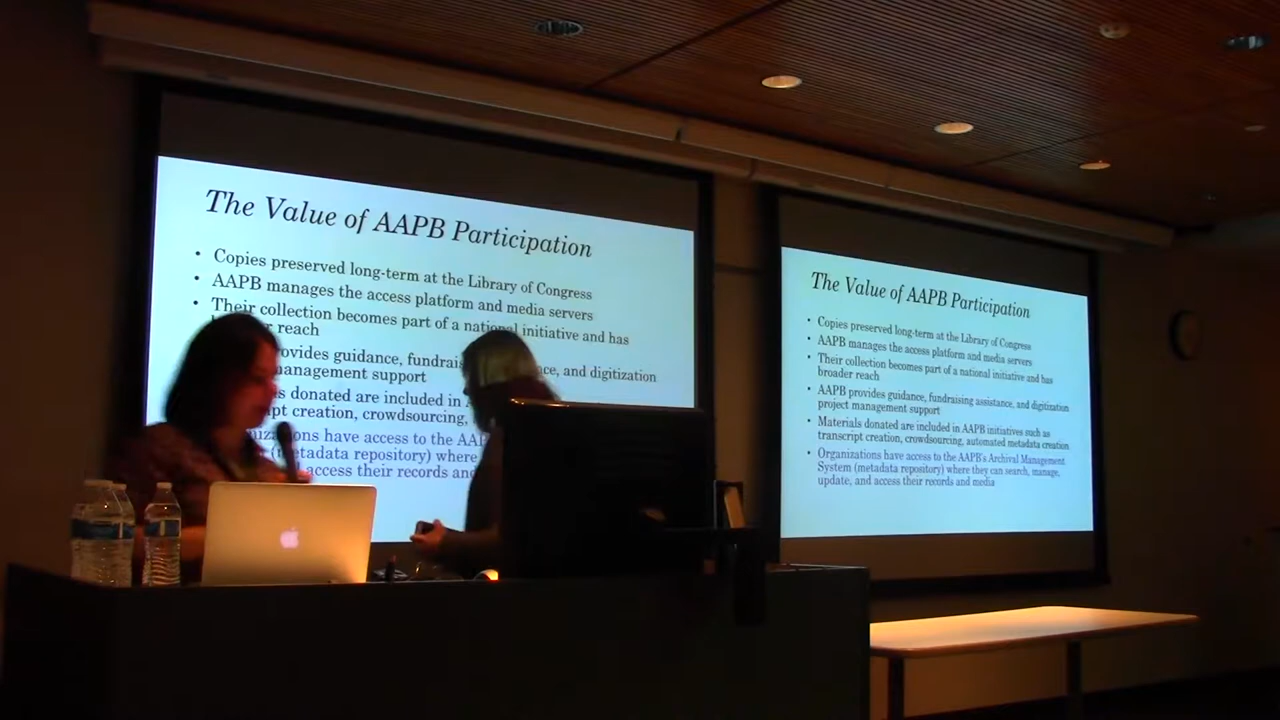 The Value of AAPB Participation
• Copies preserved long-term at the Library of Congress
• AAPB manages the access platform and media servers
• Their collection becomes part of a national initiative and has
reach
ovides guidance, fundrai ce, and digitization
management support
s donated are included in
pt creation, crowdsourcing,
nizations have access to the AAP
(metadata repository) where
access their records and
The Value of AAPB Participation
• Copies preserved long-term at the Library of Congress
• AAPB manages the access platform and media servers
• Their collection becomes part of a national initiative and has
broader reach
• AAPB provides guidance, fundraising assistance, and digitization
project management support
• Materials donated are included in AAPB initiatives such as
transcript creation, crowdsourcing, automated metadata creation
• Organizations have access to the AAPB's Archival Management
System (metadata repository) where they can search, manage,
update, and access their records and media